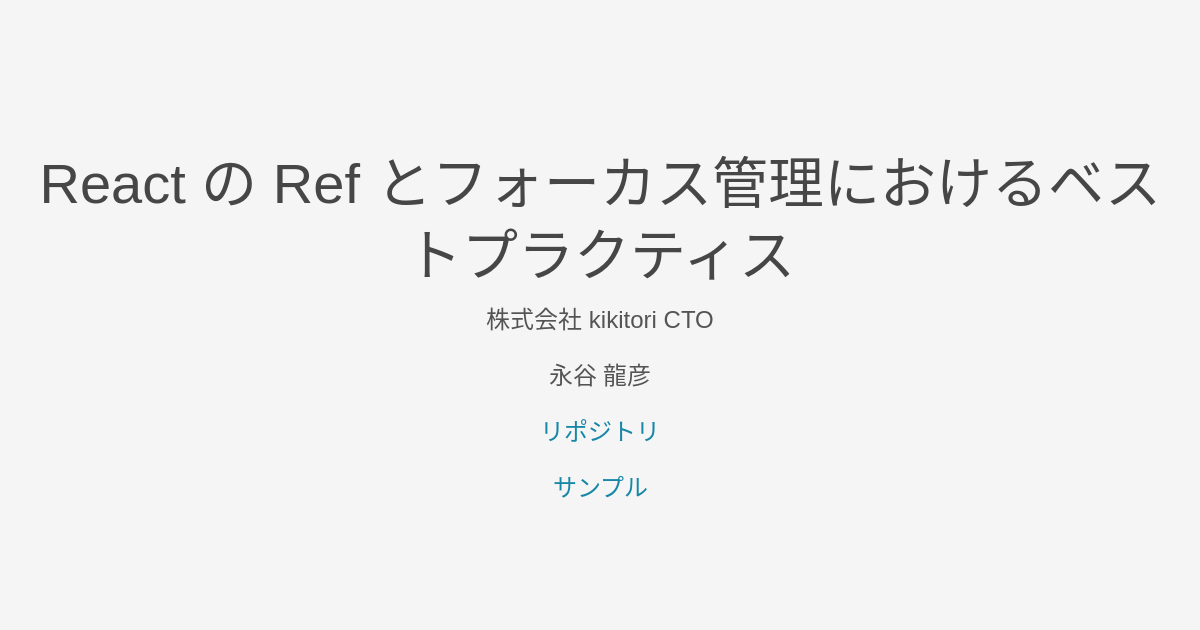 React の Ref とフォーカス管理におけるベス
トプラクティス
株式会社 kikitori CTO
永谷 龍彦
リポジトリ
サンプル